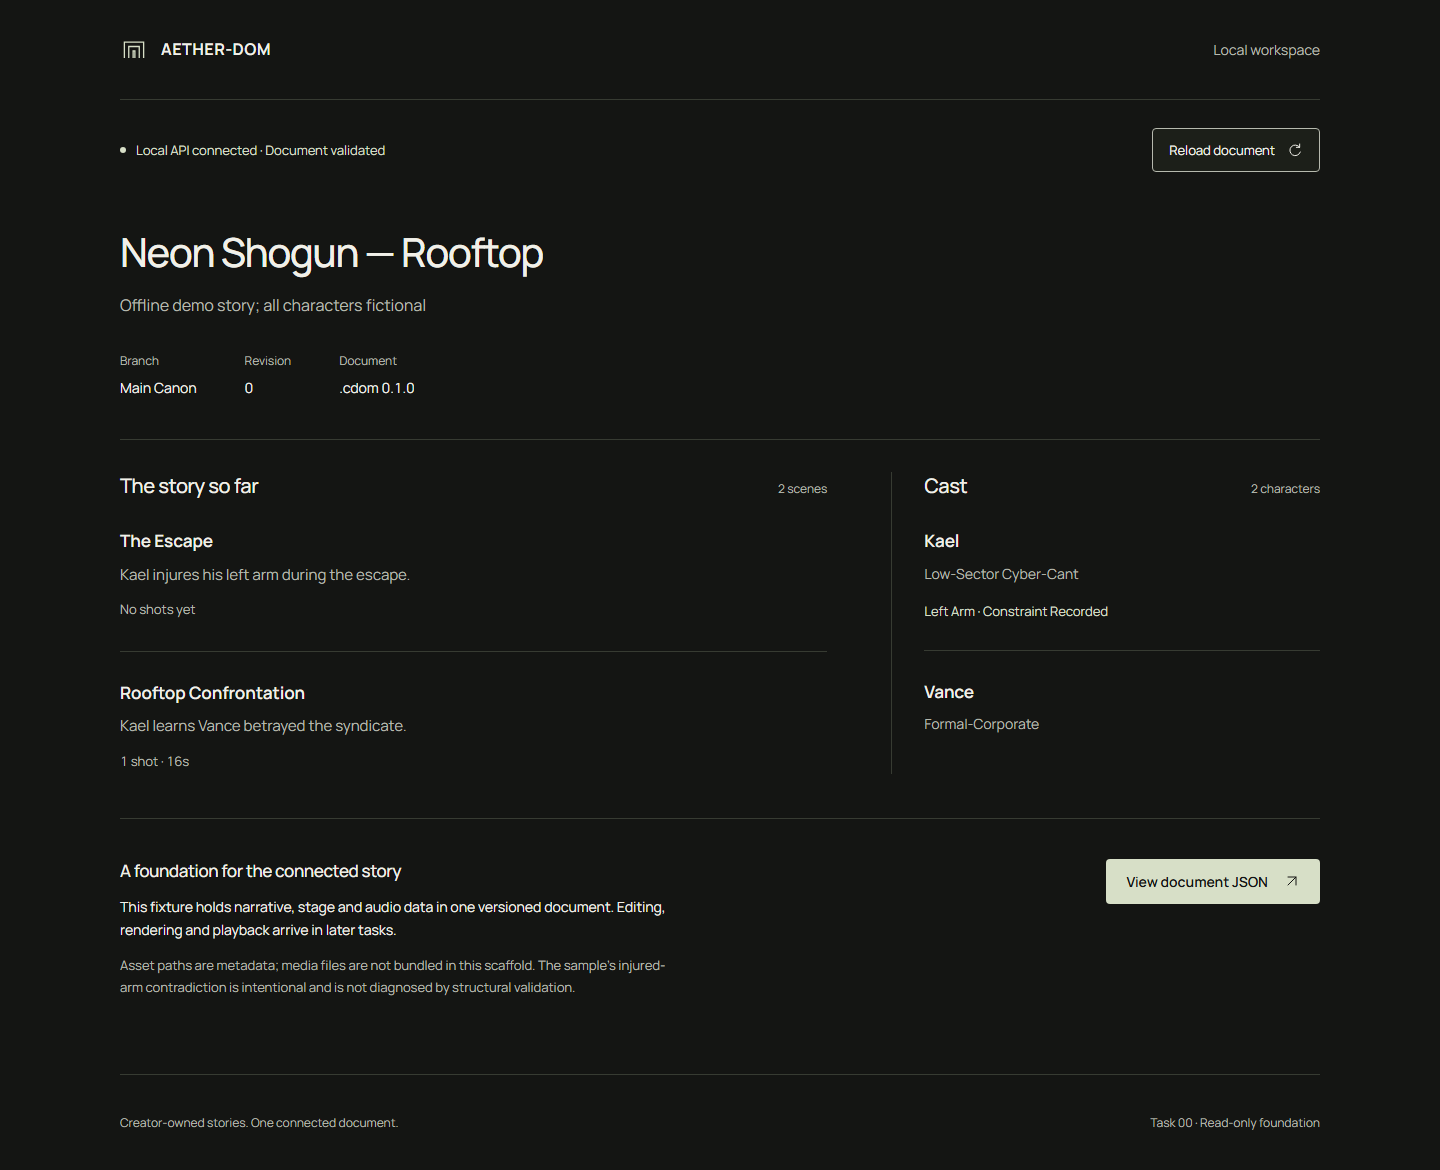 AETHER-DOM
Local workspace
Local API connected · Document validated
Reload document
Neon Shogun — Rooftop
Offline demo story; all characters fictional
Branch
Main Canon
Revision
0
Document
.cdom 0.1.0
The story so far
2 scenes
The Escape
Kael injures his left arm during the escape.
No shots yet
Rooftop Confrontation
Kael learns Vance betrayed the syndicate.
1 shot · 16s
Cast
2 characters
Kael
Low-Sector Cyber-Cant
Left Arm · Constraint Recorded
Vance
Formal-Corporate
A foundation for the connected story
This fixture holds narrative, stage and audio data in one versioned document. Editing,
rendering and playback arrive in later tasks.
Asset paths are metadata; media files are not bundled in this scaffold. The sample's injured-
arm contradiction is intentional and is not diagnosed by structural validation.
View document JSON
Creator-owned stories. One connected document.
Task 00 · Read-only foundation